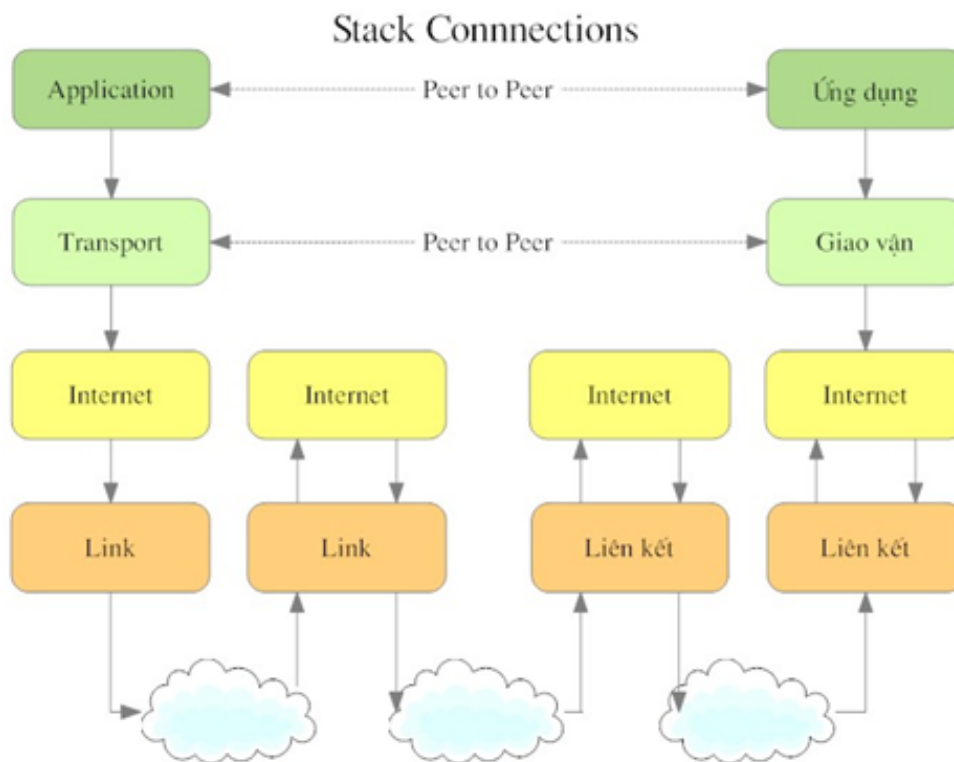 Stack Connnections
Application
Peer to Peer
Ứng dụng
Transport
Peer to Peer
Giao vận
Internet
Internet
Internet
Internet
Link
Link
Liên kết
Liên kết